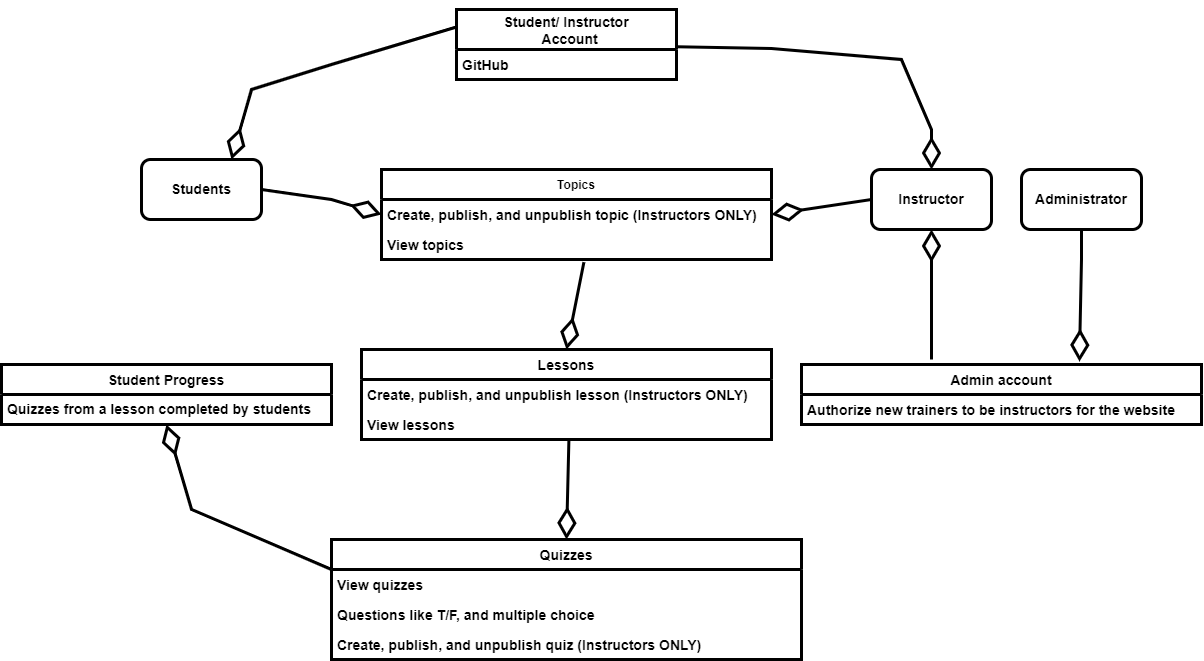 Student/ Instructor
Account
GitHub
Students
Topics
Create, publish, and unpublish topic (Instructors ONLY)
View topics
Instructor
Administrator
Student Progress
Quizzes from a lesson completed by students
Lessons
Create, publish, and unpublish lesson (Instructors ONLY)
View lessons
Admin account
Authorize new trainers to be instructors for the website
Quizzes
View quizzes
Questions like T/F, and multiple choice
Create, publish, and unpublish quiz (Instructors ONLY)